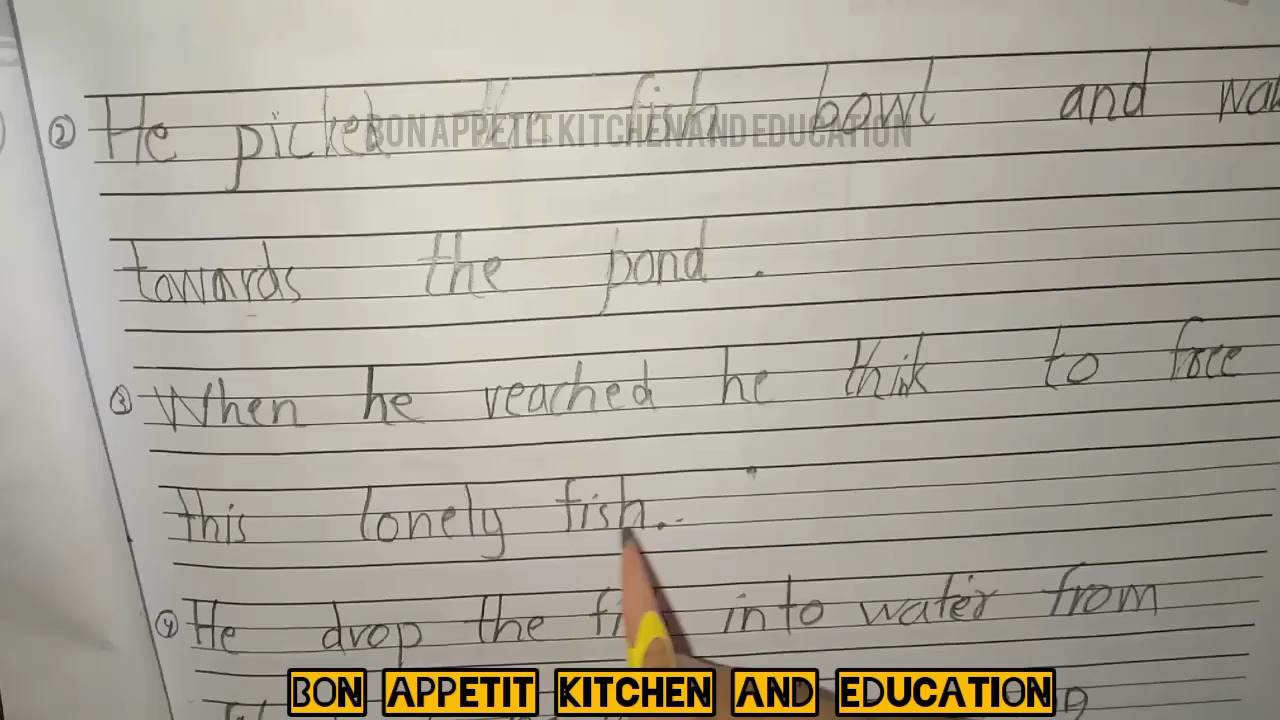 ② He picked the fish bowl and wa
BON APPETIT KITCHEN AND EDUCATION
towards the pond.
③ When he reached he think to free
this lonely fish..
④ He drop the fi into water from
BON APPETIT KITCHEN AND EDUCATION